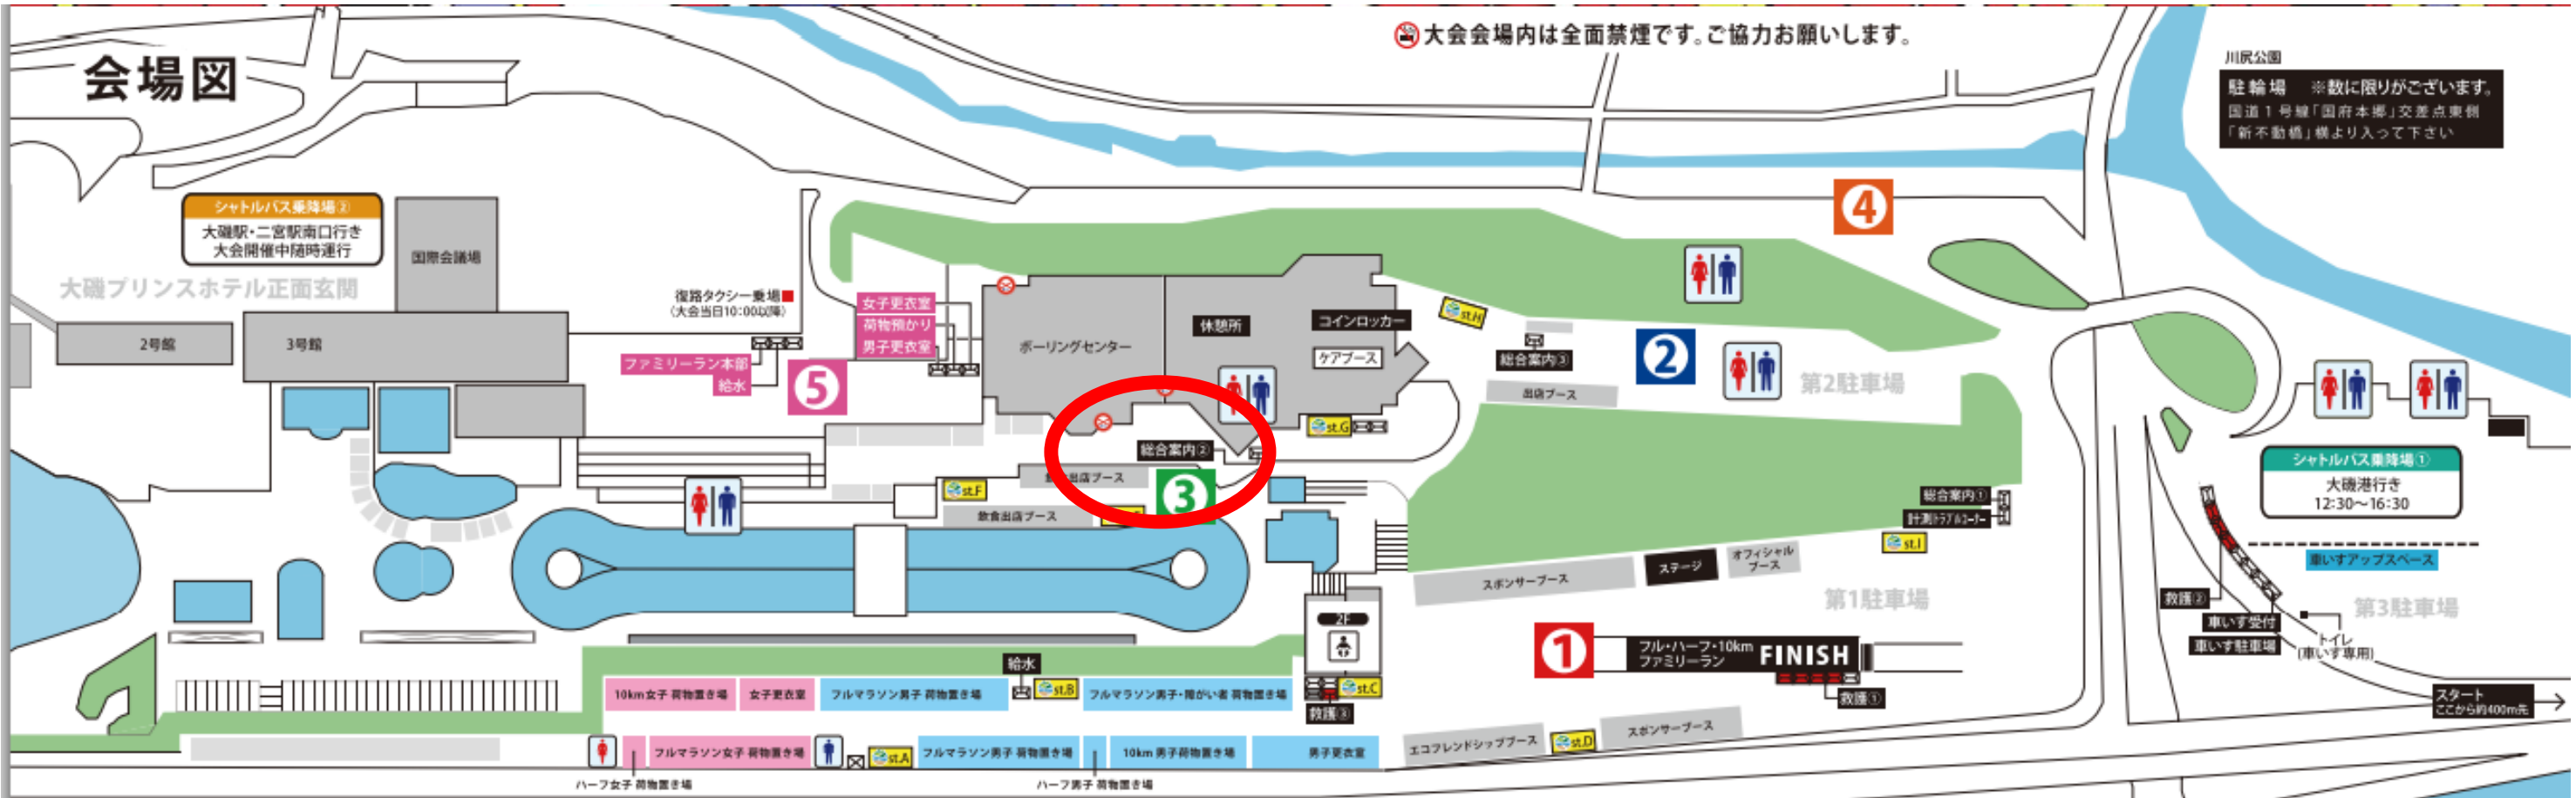 会場図
大会会場内は全面禁煙です。ご協力お願いします。
川尻公園
駐輪場 ※数に限りがございます。
国道1号線「国府本郷」交差点東側
「新不動橋」横より入って下さい
シャトルバス乗降場②
大磯駅・二宮駅南口行き
大会開催中随時運行
大磯プリンスホテル正面玄関
国際会議場
2号館
3号館
復路タクシー乗場
(大会当日10:00以降)
ファミリーラン本部
給水
5
女子更衣室
荷物預かり
男子更衣室
ボーリングセンター
休憩所
コインロッカー
ケアブース
st.H
総合案内③
出店ブース
2
4
第2駐車場
st.G
総合案内②
出店ブース
3
st.F
飲食出店ブース
シャトルバス乗降場①
大磯港行き
12:30〜16:30
総合案内①
計測トラブルコーナー
st.I
車いすアップスペース
スポンサーブース
ステージ
オフィシャル
ブース
第1駐車場
第3駐車場
救護②
車いす受付
車いす駐車場
トイレ
(車いす専用)
2F
1
フル・ハーフ・10km
ファミリーラン
FINISH
救護①
スタート
ここから約400m先
給水
10km女子 荷物置き場
女子更衣室
フルマラソン男子 荷物置き場
st.B
フルマラソン男子・障がい者 荷物置き場
st.C
救護③
フルマラソン女子 荷物置き場
st.A
フルマラソン男子 荷物置き場
10km 男子荷物置き場
男子更衣室
エコフレンドシップブース
st.D
スポンサーブース
ハーフ女子 荷物置き場
ハーフ男子 荷物置き場